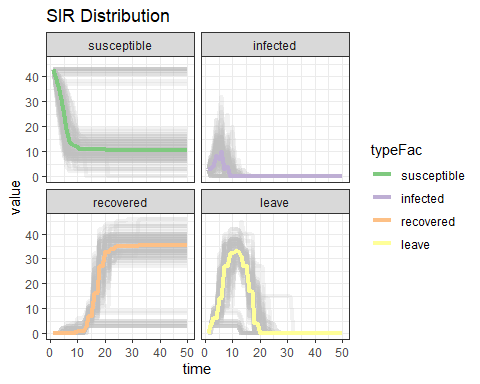 SIR Distribution
susceptible
infected
40
30
20
10
0
recovered
leave
40
30
20
10
0
0 10 20 30 40 50
0 10 20 30 40 50
value
time
typeFac
susceptible
infected
recovered
leave